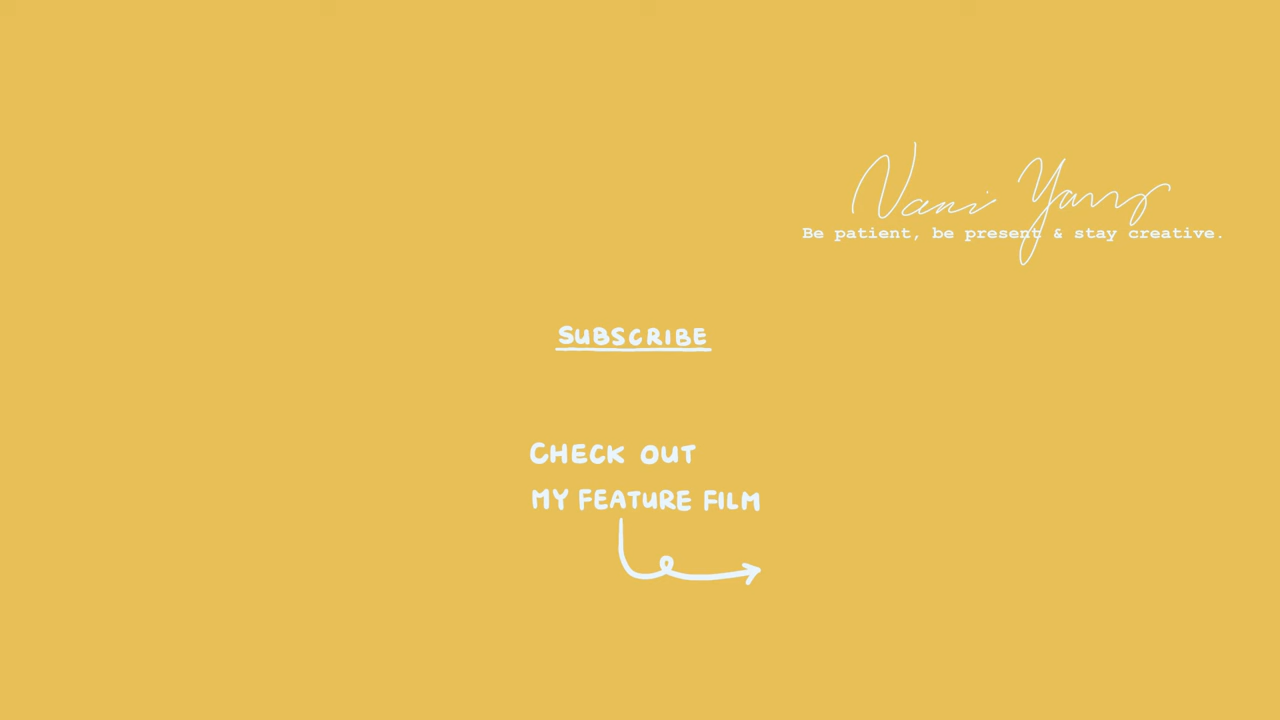 Vani Yang
Be patient, be present & stay creative.
SUBSCRIBE
CHECK OUT
MY FEATURE FILM